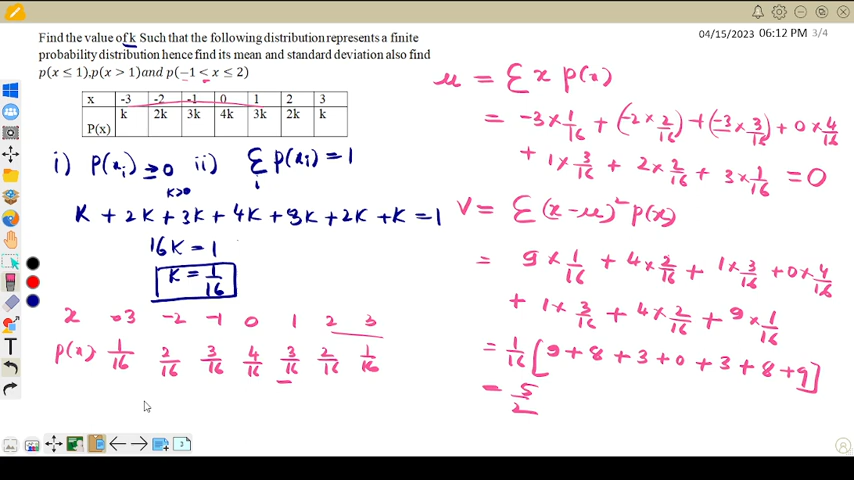 04/15/2023 06:12 PM 3/4
Find the value of k Such that the following distribution represents a finite
probability distribution hence find its mean and standard deviation also find
p(x ≤ 1),p(x > 1)and p(−1 < x ≤ 2)
x -3 -2 -1 0 1 2 3
P(x) k 2k 3k 4k 3k 2k k
i) P(xi) ≥ 0 ii) Σi P(xi) = 1
k>0
K + 2K + 3K + 4K + 3K + 2K + K = 1
16K = 1
K = 1/16
x -3 -2 -1 0 1 2 3
P(x) 1/16 2/16 3/16 4/16 3/16 2/16 1/16
μ = Σ x P(x)
= -3 × 1/16 + (-2 × 2/16) + (-3 × 3/16) + 0 × 4/16
+ 1 × 3/16 + 2 × 2/16 + 3 × 1/16 = 0
V = Σ (x - μ)² P(x)
= 9 × 1/16 + 4 × 2/16 + 1 × 3/16 + 0 × 4/16
+ 1 × 3/16 + 4 × 2/16 + 9 × 1/16
= 1/16 [9 + 8 + 3 + 0 + 3 + 8 + 9]
= 5/2
T
3